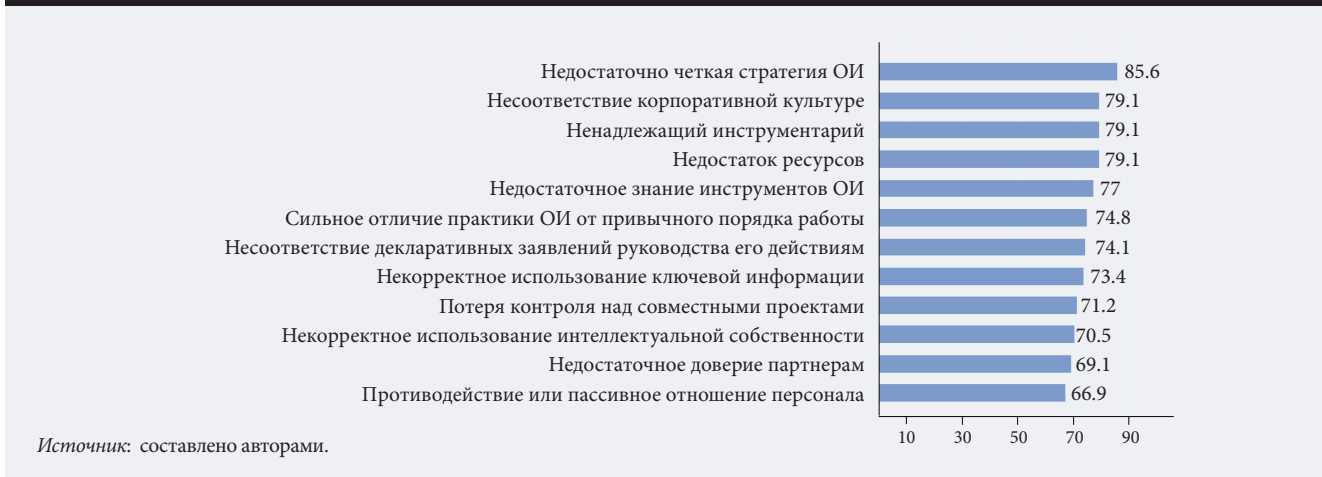 Недостаточно четкая стратегия ОИ 85.6
Несоответствие корпоративной культуре 79.1
Ненадлежащий инструментарий 79.1
Недостаток ресурсов 79.1
Недостаточное знание инструментов ОИ 77
Сильное отличие практики ОИ от привычного порядка работы 74.8
Несоответствие декларативных заявлений руководства его действиям 74.1
Некорректное использование ключевой информации 73.4
Потеря контроля над совместными проектами 71.2
Некорректное использование интеллектуальной собственности 70.5
Недостаточное доверие партнерам 69.1
Противодействие или пассивное отношение персонала 66.9
10 30 50 70 90
Источник: составлено авторами.